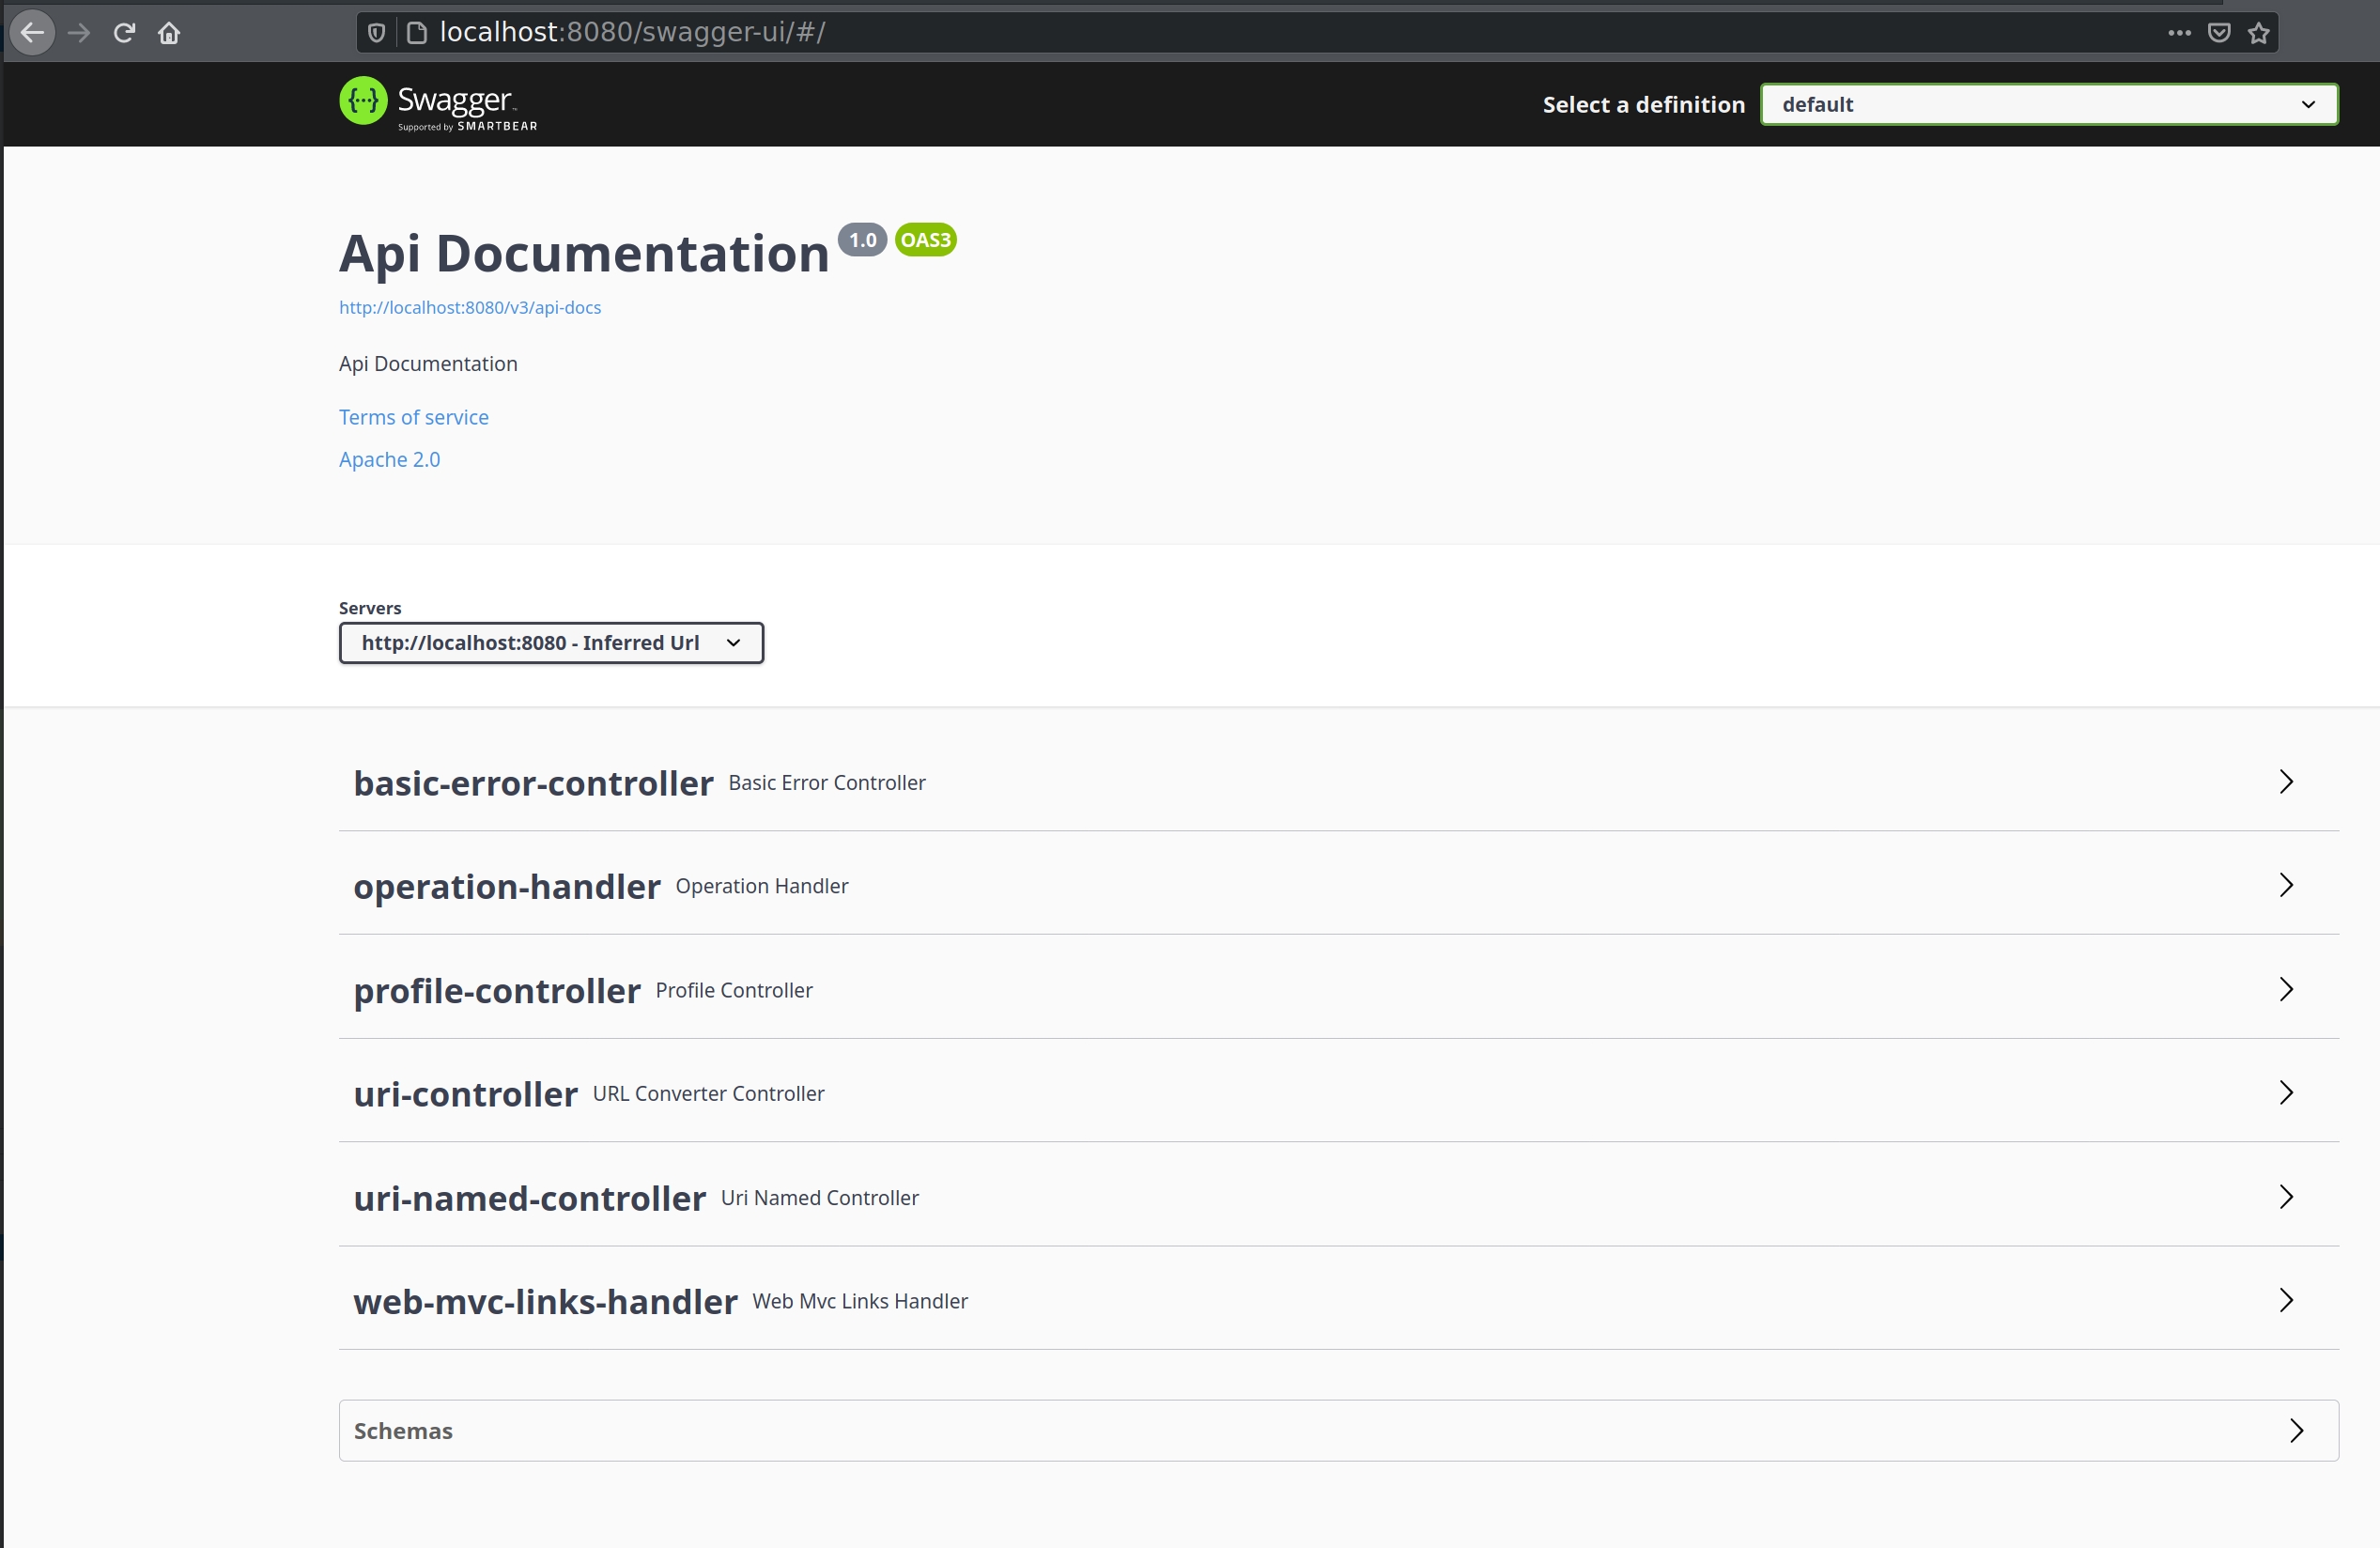 localhost:8080/swagger-ui/#/
{···} Swagger™
Supported by SMARTBEAR
Select a definition default
Api Documentation 1.0 OAS3
http://localhost:8080/v3/api-docs
Api Documentation
Terms of service
Apache 2.0
Servers
http://localhost:8080 - Inferred Url
basic-error-controller Basic Error Controller
operation-handler Operation Handler
profile-controller Profile Controller
uri-controller URL Converter Controller
uri-named-controller Uri Named Controller
web-mvc-links-handler Web Mvc Links Handler
Schemas